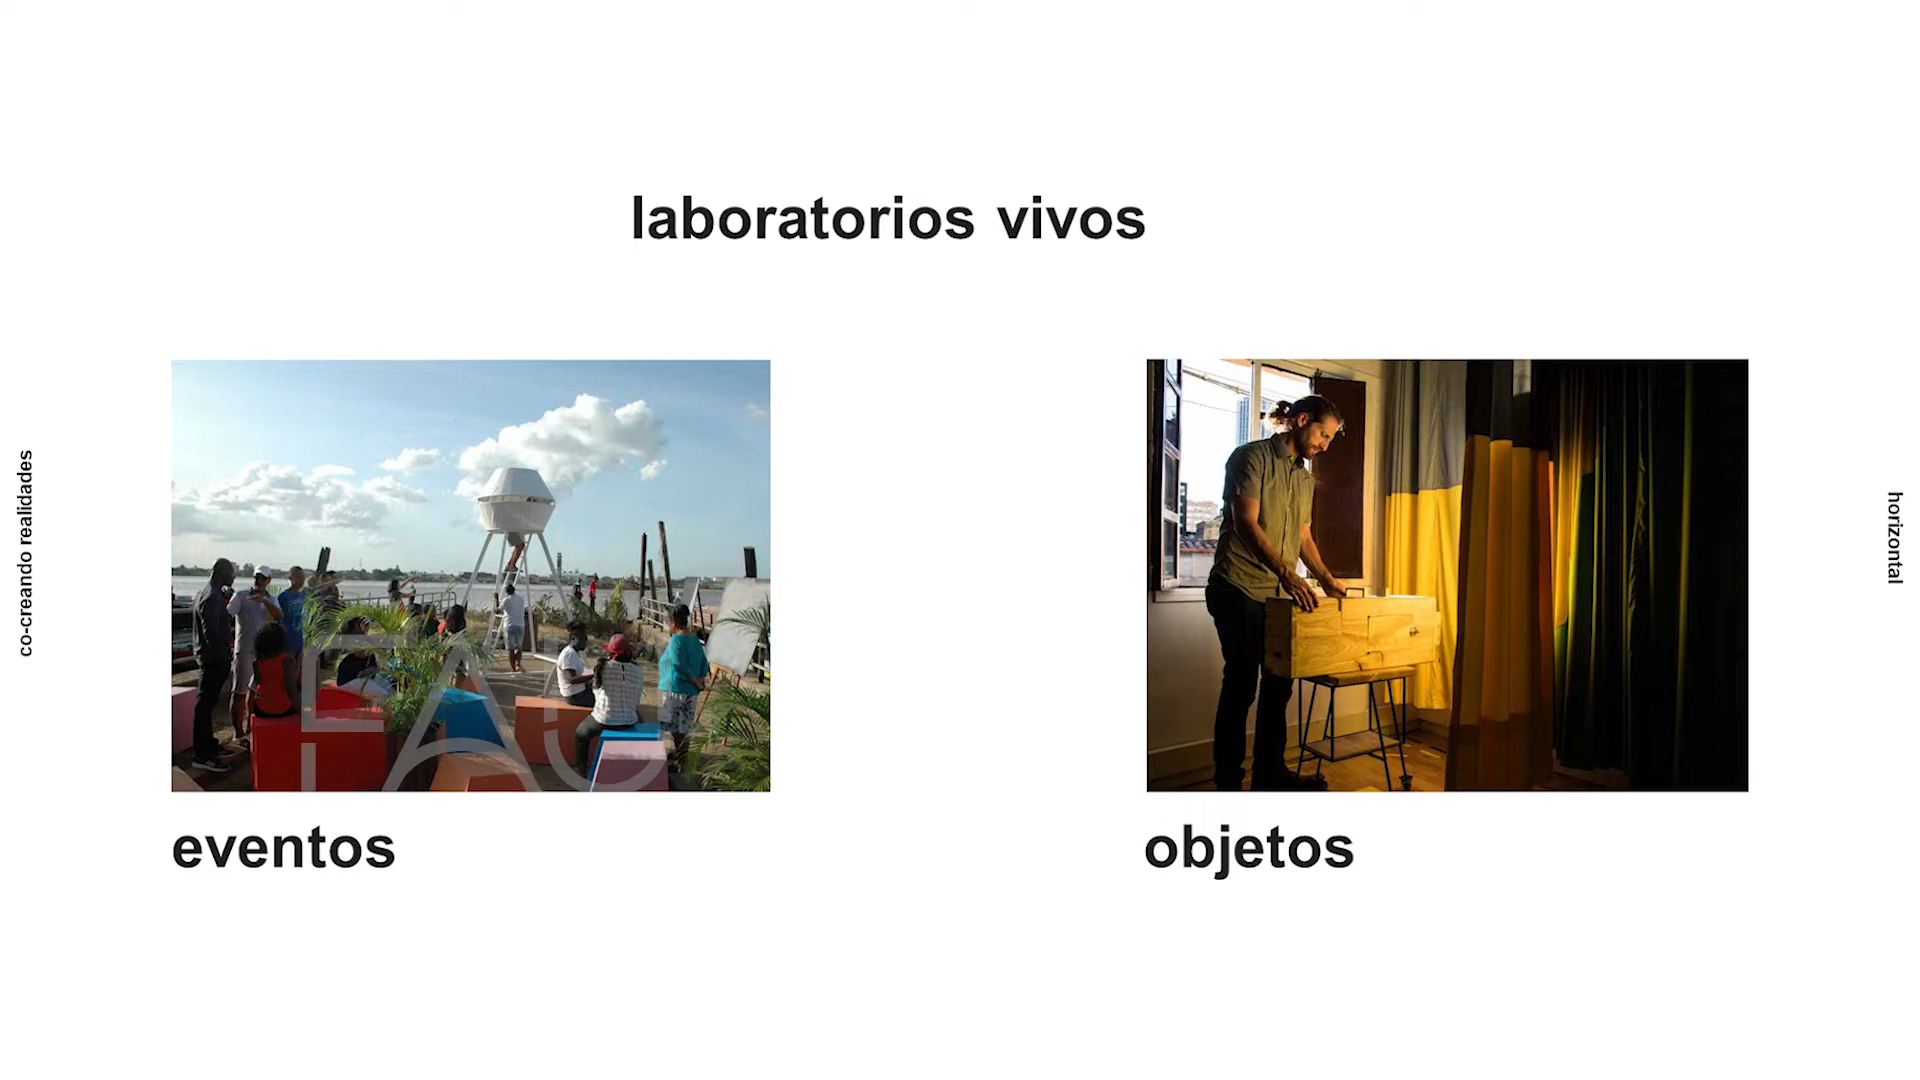 laboratorios vivos
co-creando realidades
horizontal
eventos
objetos